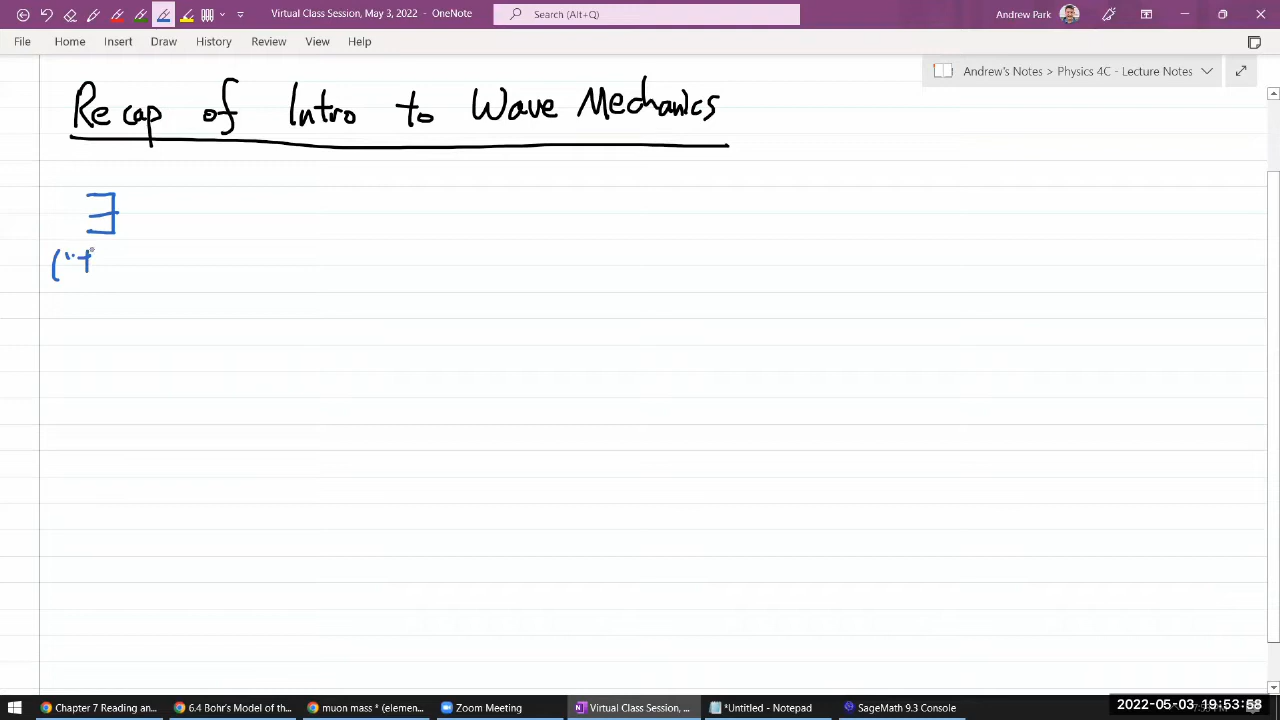 Virtual Class Session, May 3, 2022 - OneNote
Search (Alt+Q)
Andrew Park
File Home Insert Draw History Review View Help
Andrew's Notes > Physics 4C - Lecture Notes
Recap of Intro to Wave Mechanics
∃
("t
Chapter 7 Reading an...
6.4 Bohr's Model of the...
muon mass * (elemen...
Zoom Meeting
Virtual Class Session, ...
*Untitled - Notepad
SageMath 9.3 Console
2022-05-03 19:53:58